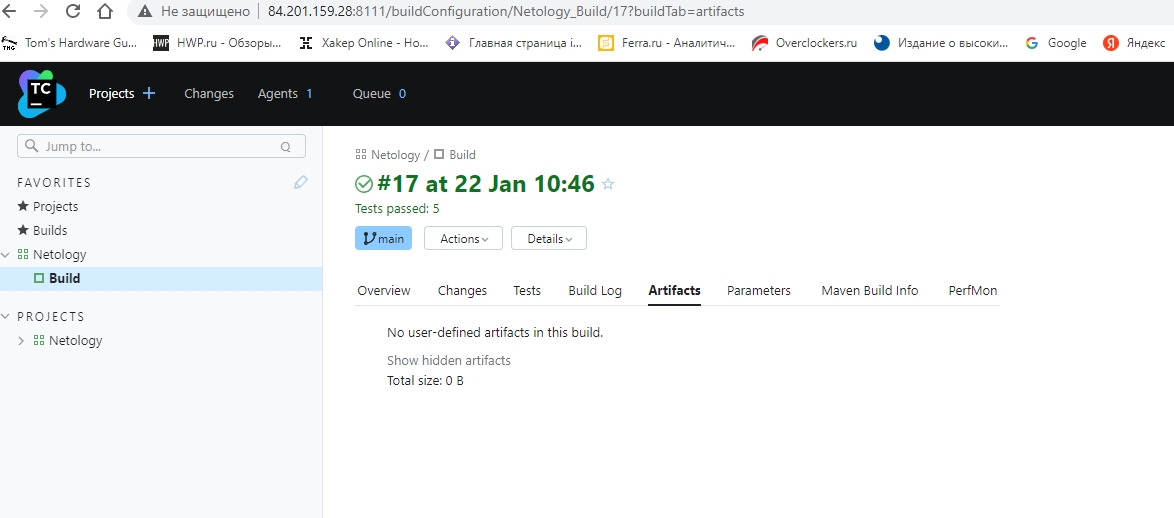 Не защищено 84.201.159.28:8111/buildConfiguration/Netology_Build/17?buildTab=artifacts
THG Tom's Hardware Gu... HWP HWP.ru - Обзоры... Хакер Online - Но... Главная страница i... Ferra.ru - Аналитич... Overclockers.ru Издание о высоки... G Google Я Яндекс
TC Projects + Changes Agents 1 Queue 0
Jump to... Q
FAVORITES
Projects
Builds
Netology
Build
PROJECTS
Netology
Netology / Build
#17 at 22 Jan 10:46
Tests passed: 5
main Actions Details
Overview Changes Tests Build Log Artifacts Parameters Maven Build Info PerfMon
No user-defined artifacts in this build.
Show hidden artifacts
Total size: 0 B